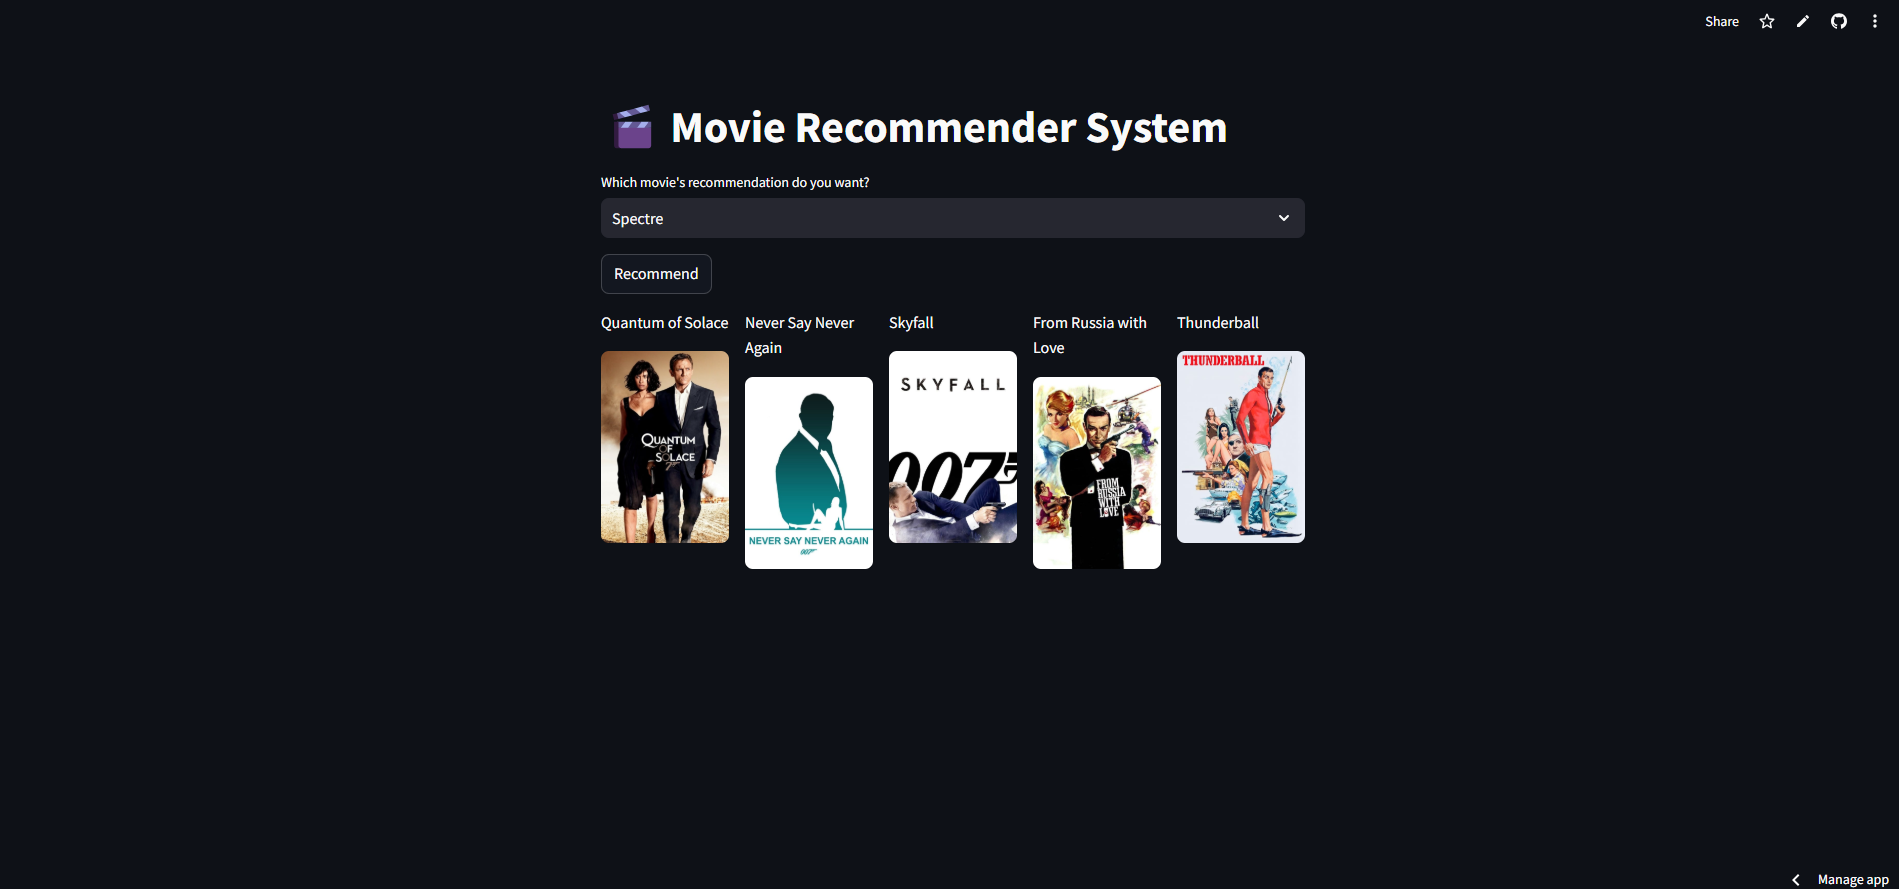 Share
Movie Recommender System
Which movie's recommendation do you want?
Spectre
Recommend
Quantum of Solace
Never Say Never
Again
Skyfall
From Russia with
Love
Thunderball
QUANTUM
OF
SOLACE
NEVER SAY NEVER AGAIN
007
SKYFALL
007
FROM
RUSSIA
WITH
LOVE
THUNDERBALL
Manage app